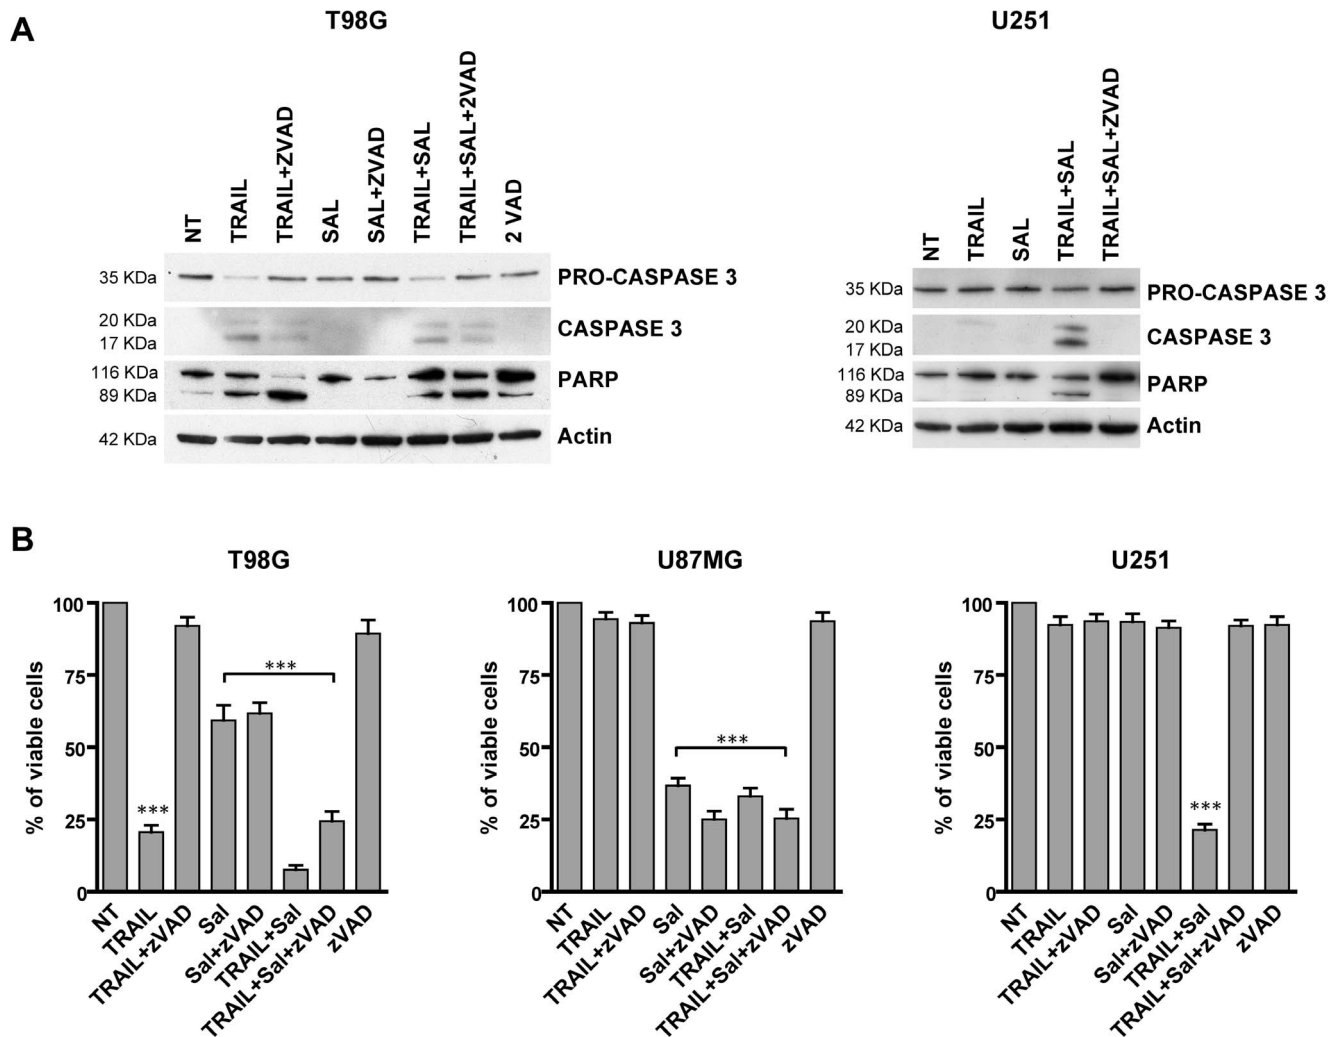 A
T98G
U251
NT
TRAIL
TRAIL+ZVAD
SAL
SAL+ZVAD
TRAIL+SAL
TRAIL+SAL+2VAD
2 VAD
35 KDa
PRO-CASPASE 3
20 KDa
17 KDa
CASPASE 3
116 KDa
89 KDa
PARP
42 KDa
Actin
NT
TRAIL
SAL
TRAIL+SAL
TRAIL+SAL+ZVAD
35 KDa
PRO-CASPASE 3
20 KDa
17 KDa
CASPASE 3
116 KDa
89 KDa
PARP
42 KDa
Actin
B
T98G
% of viable cells
100
75
50
25
0
***
***
NT
TRAIL
TRAIL+zVAD
Sal
Sal+zVAD
TRAIL+Sal
TRAIL+Sal+zVAD
zVAD
U87MG
% of viable cells
100
75
50
25
0
***
NT
TRAIL
TRAIL+zVAD
Sal
Sal+zVAD
TRAIL+Sal
TRAIL+Sal+zVAD
zVAD
U251
% of viable cells
100
75
50
25
0
***
NT
TRAIL
TRAIL+zVAD
Sal
Sal+zVAD
TRAIL+Sal
TRAIL+Sal+zVAD
zVAD